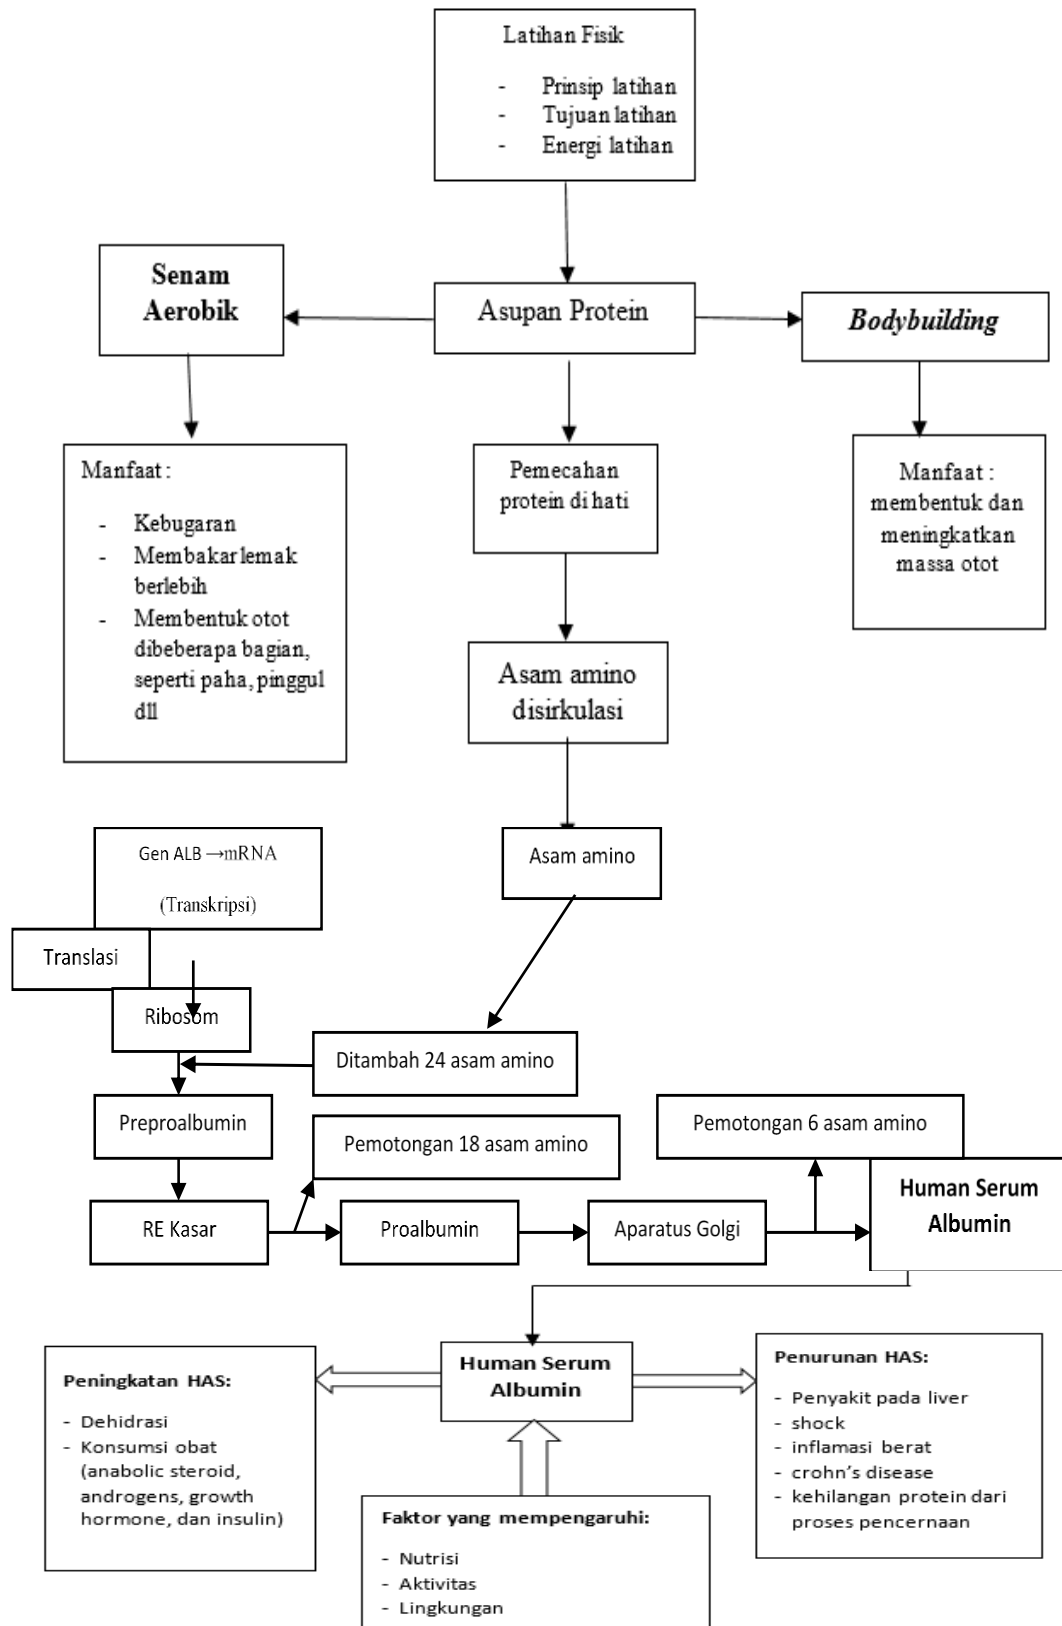 Latihan Fisik
- Prinsip latihan
- Tujuan latihan
- Energi latihan
Senam
Aerobik
Asupan Protein
Bodybuilding
Manfaat :
- Kebugaran
- Membakar lemak
berlebih
- Membentuk otot
dibeberapa bagian,
seperti paha, pinggul
dll
Pemecahan
protein di hati
Manfaat :
membentuk dan
meningkatkan
massa otot
Asam amino
disirkulasi
Gen ALB →mRNA
(Transkripsi)
Asam amino
Translasi
Ribosom
Ditambah 24 asam amino
Preproalbumin
Pemotongan 18 asam amino
Pemotongan 6 asam amino
RE Kasar
Proalbumin
Aparatus Golgi
Human Serum
Albumin
Peningkatan HAS:
- Dehidrasi
- Konsumsi obat
(anabolic steroid,
androgens, growth
hormone, dan insulin)
Human Serum
Albumin
Penurunan HAS:
- Penyakit pada liver
- shock
- inflamasi berat
- crohn’s disease
- kehilangan protein dari
proses pencernaan
Faktor yang mempengaruhi:
- Nutrisi
- Aktivitas
- Lingkungan